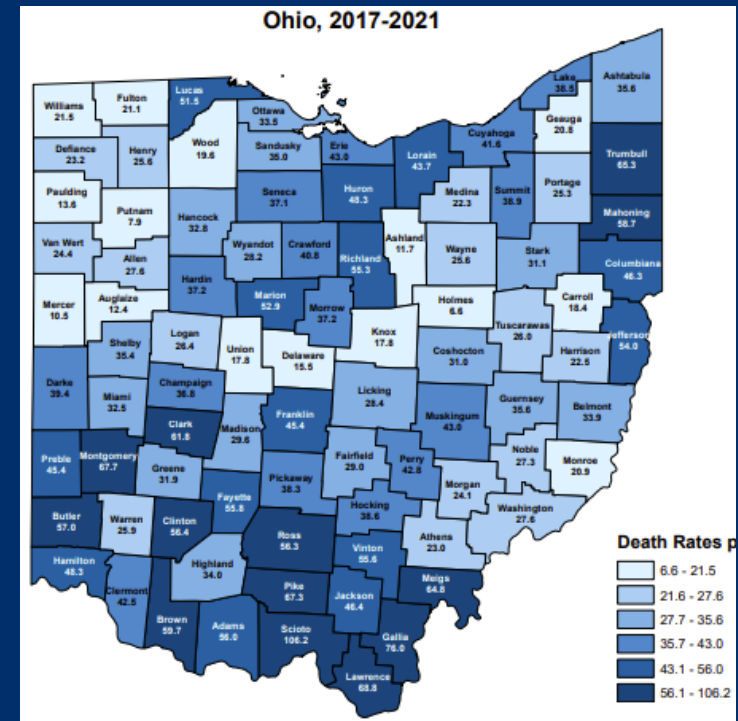 Ohio, 2017-2021
Williams
21.5
Fulton
21.1
Lucas
51.5
Ottawa
33.5
Lake
38.5
Ashtabula
35.6
Geauga
20.8
Defiance
23.2
Henry
25.6
Wood
19.6
Sandusky
35.0
Erie
43.0
Lorain
43.7
Cuyahoga
41.6
Trumbull
65.3
Paulding
13.6
Putnam
7.9
Hancock
32.8
Seneca
37.1
Huron
48.3
Medina
22.3
Summit
38.9
Portage
25.3
Mahoning
58.7
Van Wert
24.4
Allen
27.6
Wyandot
28.2
Crawford
40.8
Richland
55.3
Ashland
11.7
Wayne
25.6
Stark
31.1
Columbiana
46.3
Mercer
10.5
Auglaize
12.4
Hardin
37.2
Marion
52.9
Morrow
37.2
Holmes
6.6
Carroll
18.4
Shelby
35.4
Logan
26.4
Union
17.8
Delaware
15.5
Knox
17.8
Coshocton
31.0
Tuscarawas
26.0
Harrison
22.5
Jefferson
54.0
Darke
39.4
Miami
32.5
Champaign
36.8
Clark
61.8
Madison
29.6
Franklin
45.4
Licking
28.4
Muskingum
43.0
Guernsey
35.6
Belmont
33.9
Preble
45.4
Montgomery
67.7
Greene
31.9
Fayette
55.8
Pickaway
38.3
Fairfield
29.0
Perry
42.8
Morgan
24.1
Noble
27.3
Monroe
20.9
Butler
57.0
Warren
25.9
Clinton
56.4
Ross
56.3
Hocking
38.6
Athens
23.0
Washington
27.6
Hamilton
48.3
Clermont
42.5
Highland
34.0
Pike
67.3
Vinton
55.6
Meigs
64.8
Brown
59.7
Adams
56.0
Scioto
106.2
Jackson
46.4
Gallia
76.0
Lawrence
68.8
Death Rates p
6.6 - 21.5
21.6 - 27.6
27.7 - 35.6
35.7 - 43.0
43.1 - 56.0
56.1 - 106.2